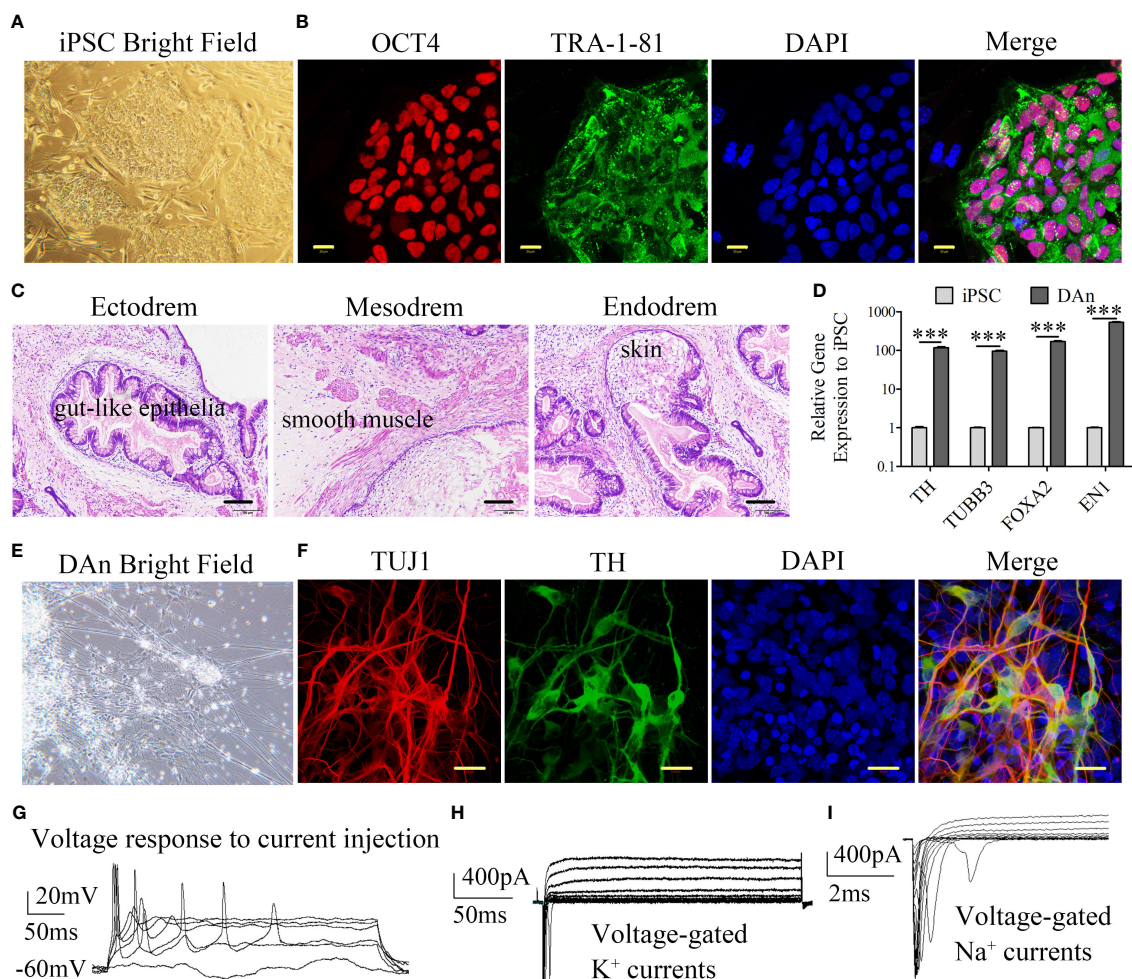 A
iPSC Bright Field
B
OCT4
TRA-1-81
DAPI
Merge
C
Ectodrem
Mesodrem
Endodrem
gut-like epithelia
smooth muscle
skin
D
iPSC
DAn
Relative Gene
Expression to iPSC
1000
100
10
1
0.1
***
***
***
***
TH
TUBB3
FOXA2
EN1
E
DAn Bright Field
F
TUJ1
TH
DAPI
Merge
G
Voltage response to current injection
20mV
50ms
-60mV
H
400pA
50ms
Voltage-gated
K⁺ currents
I
400pA
2ms
Voltage-gated
Na⁺ currents